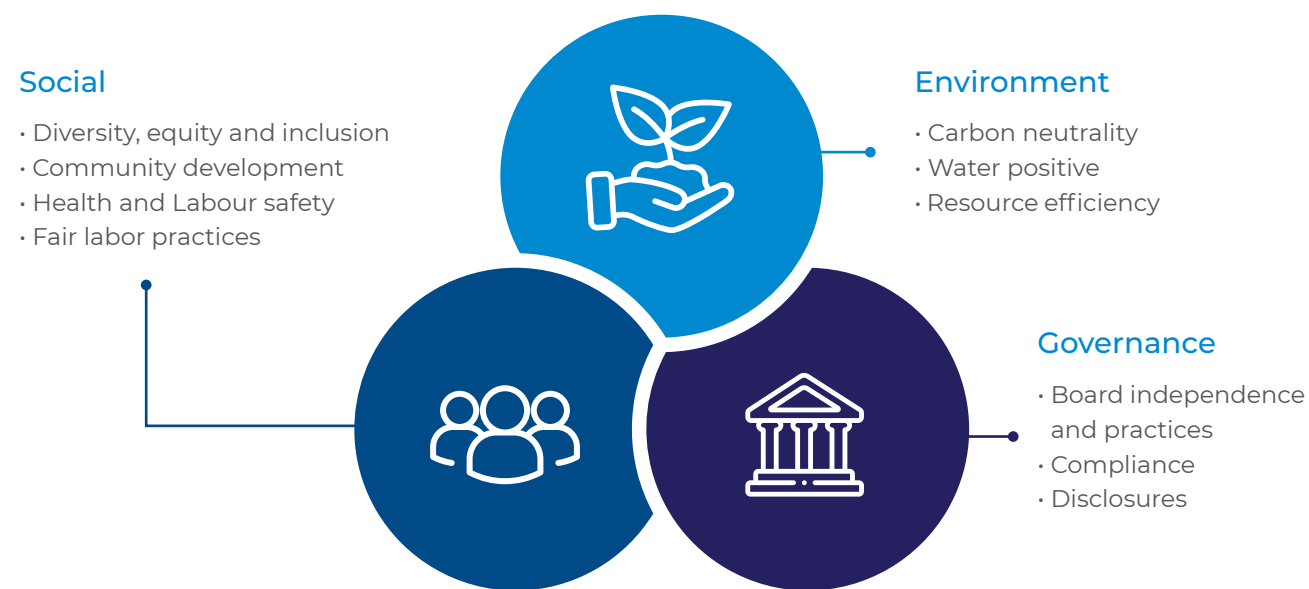 Social
• Diversity, equity and inclusion
• Community development
• Health and Labour safety
• Fair labor practices
Environment
• Carbon neutrality
• Water positive
• Resource efficiency
Governance
• Board independence
and practices
• Compliance
• Disclosures